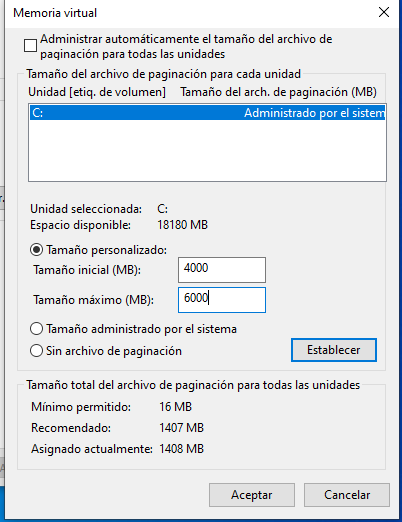 Memoria virtual
Administrar automáticamente el tamaño del archivo de
paginación para todas las unidades
Tamaño del archivo de paginación para cada unidad
Unidad [etiq. de volumen] Tamaño del arch. de paginación (MB)
C: Administrado por el sistem
Unidad seleccionada: C:
Espacio disponible: 18180 MB
Tamaño personalizado:
Tamaño inicial (MB): 4000
Tamaño máximo (MB): 6000
Tamaño administrado por el sistema
Sin archivo de paginación Establecer
Tamaño total del archivo de paginación para todas las unidades
Mínimo permitido: 16 MB
Recomendado: 1407 MB
Asignado actualmente: 1408 MB
Aceptar Cancelar